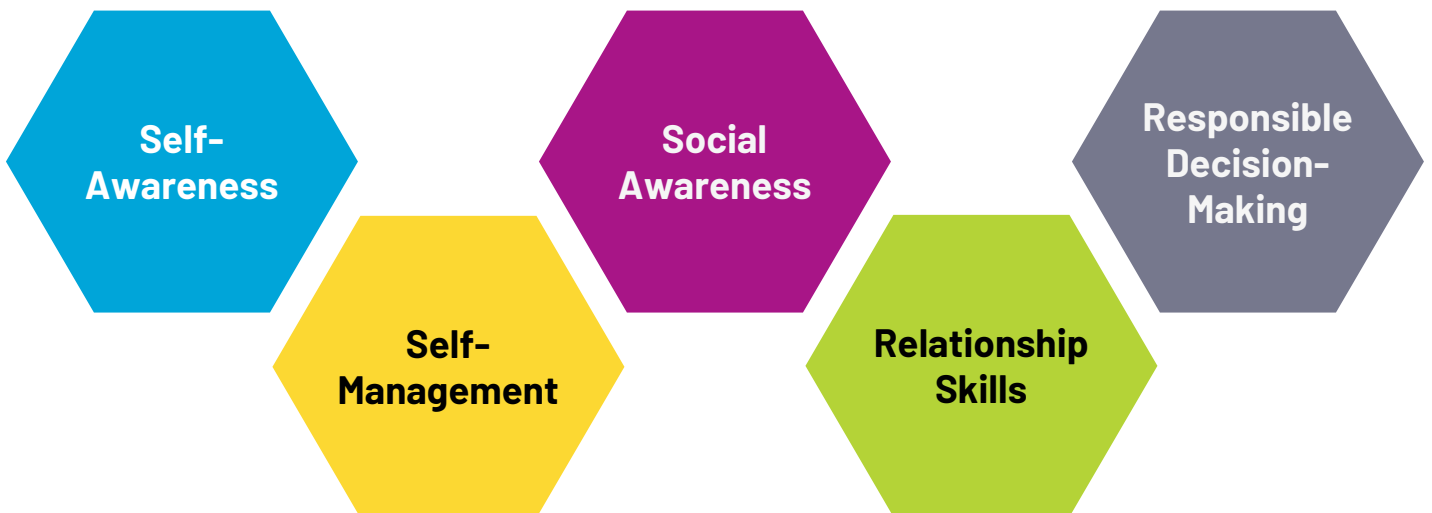 Self-
Awareness
Self-
Management
Social
Awareness
Relationship
Skills
Responsible
Decision-
Making